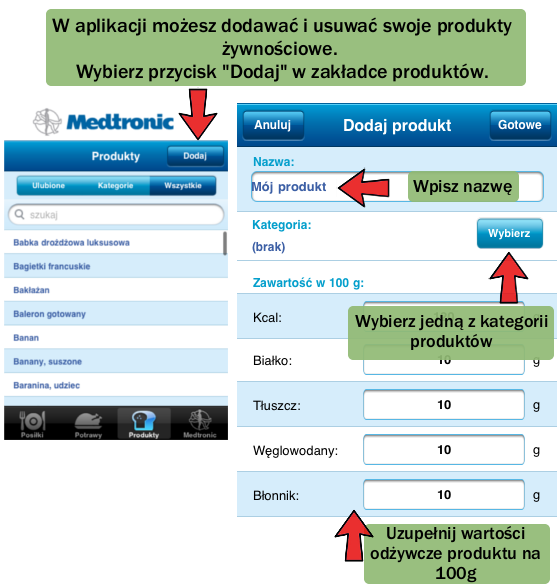 W aplikacji możesz dodawać i usuwać swoje produkty
żywnościowe.
Wybierz przycisk "Dodaj" w zakładce produktów.
Medtronic
Produkty
Dodaj
Ulubione
Kategorie
Wszystkie
szukaj
Babka drożdżowa luksusowa
Bagietki francuskie
Bakłażan
Baleron gotowany
Banan
Banany, suszone
Baranina, udziec
Posiłki
Potrawy
Produkty
Medtronic
Anuluj
Dodaj produkt
Gotowe
Nazwa:
Mój produkt
Wpisz nazwę
Kategoria:
(brak)
Wybierz
Zawartość w 100 g:
Kcal:
Wybierz jedną z kategorii
produktów
Białko:
10
g
Tłuszcz:
10
g
Węglowodany:
10
g
Błonnik:
10
g
Uzupełnij wartości
odżywcze produktu na
100g